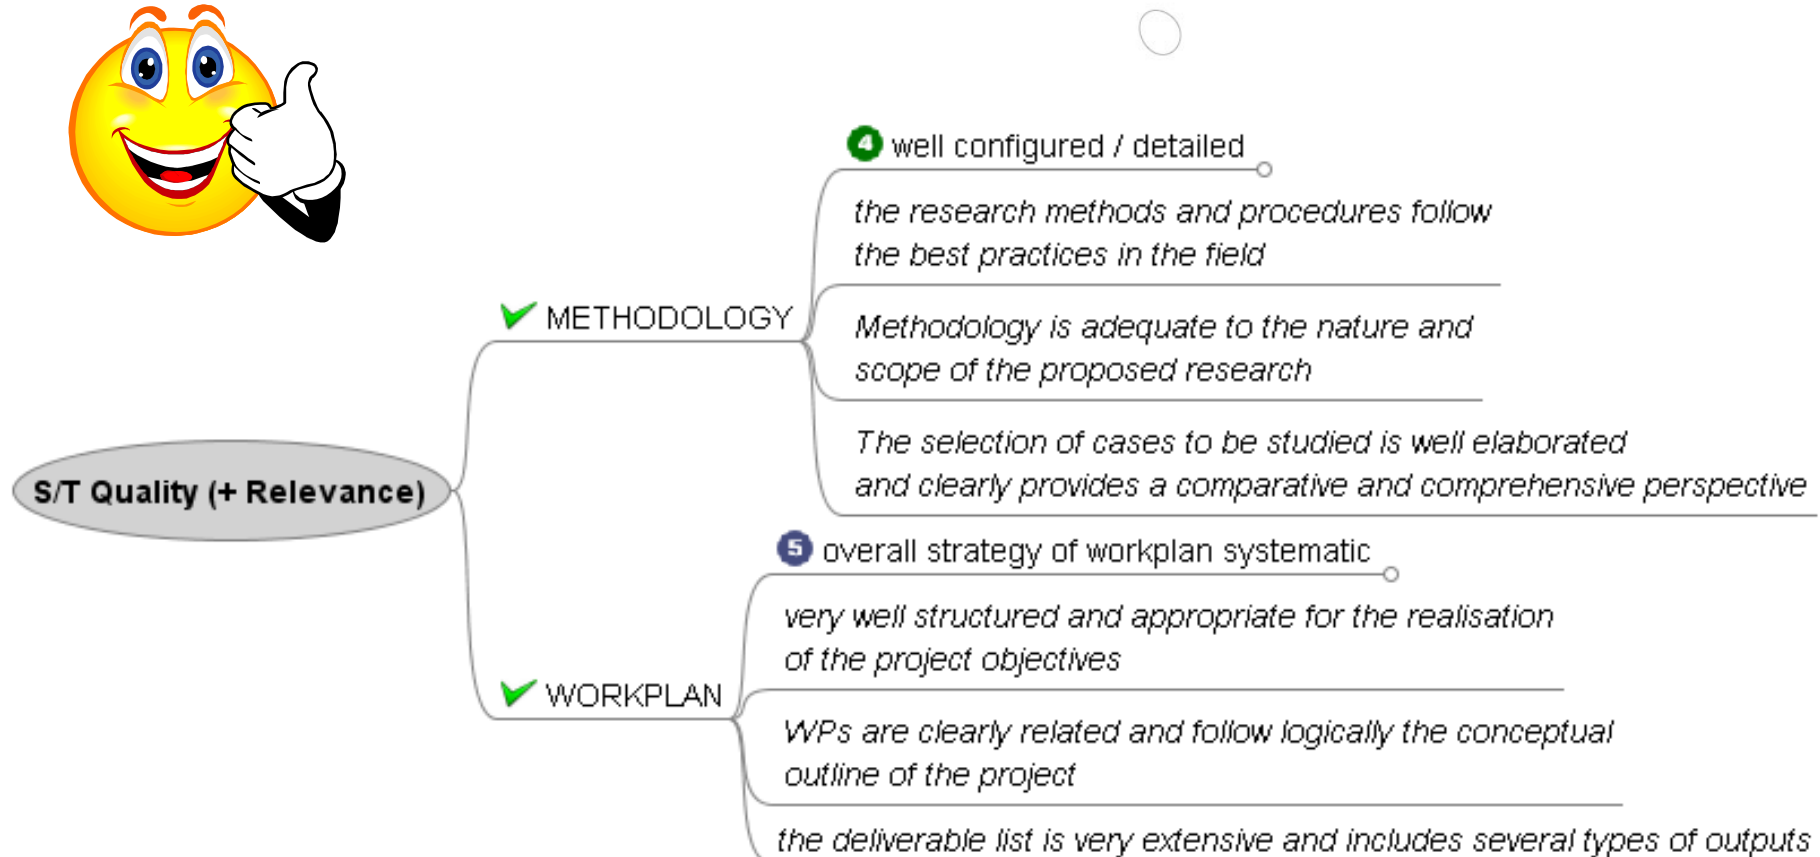 4 well configured / detailed
the research methods and procedures follow
the best practices in the field
METHODOLOGY
Methodology is adequate to the nature and
scope of the proposed research
The selection of cases to be studied is well elaborated
and clearly provides a comparative and comprehensive perspective
S/T Quality (+ Relevance)
5 overall strategy of workplan systematic
very well structured and appropriate for the realisation
of the project objectives
WORKPLAN
WPs are clearly related and follow logically the conceptual
outline of the project
the deliverable list is very extensive and includes several types of outputs